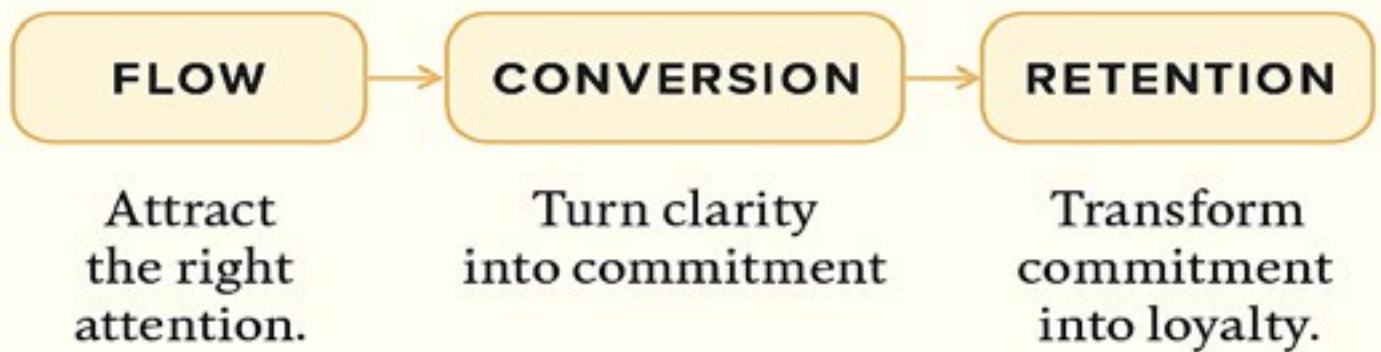 FLOW
CONVERSION
RETENTION
Attract
the right
attention.
Turn clarity
into commitment
Transform
commitment
into loyalty.